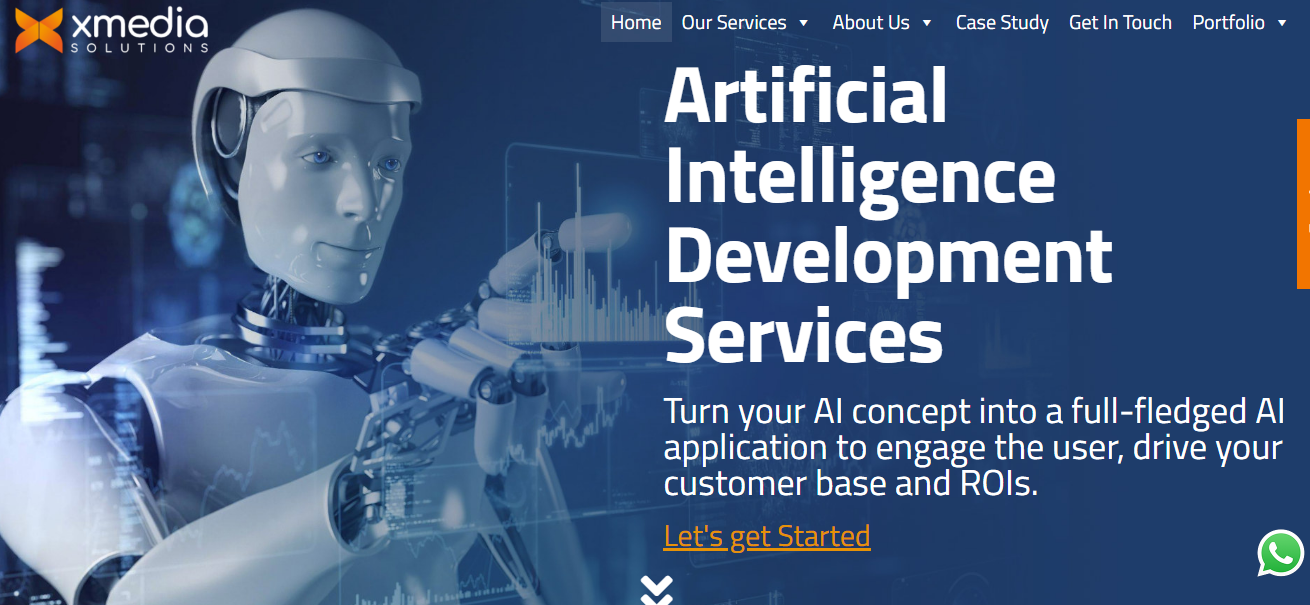 xmedia
SOLUTIONS
Home Our Services About Us Case Study Get In Touch Portfolio
Artificial
Intelligence
Development
Services
Turn your AI concept into a full-fledged AI
application to engage the user, drive your
customer base and ROIs.
Let's get Started